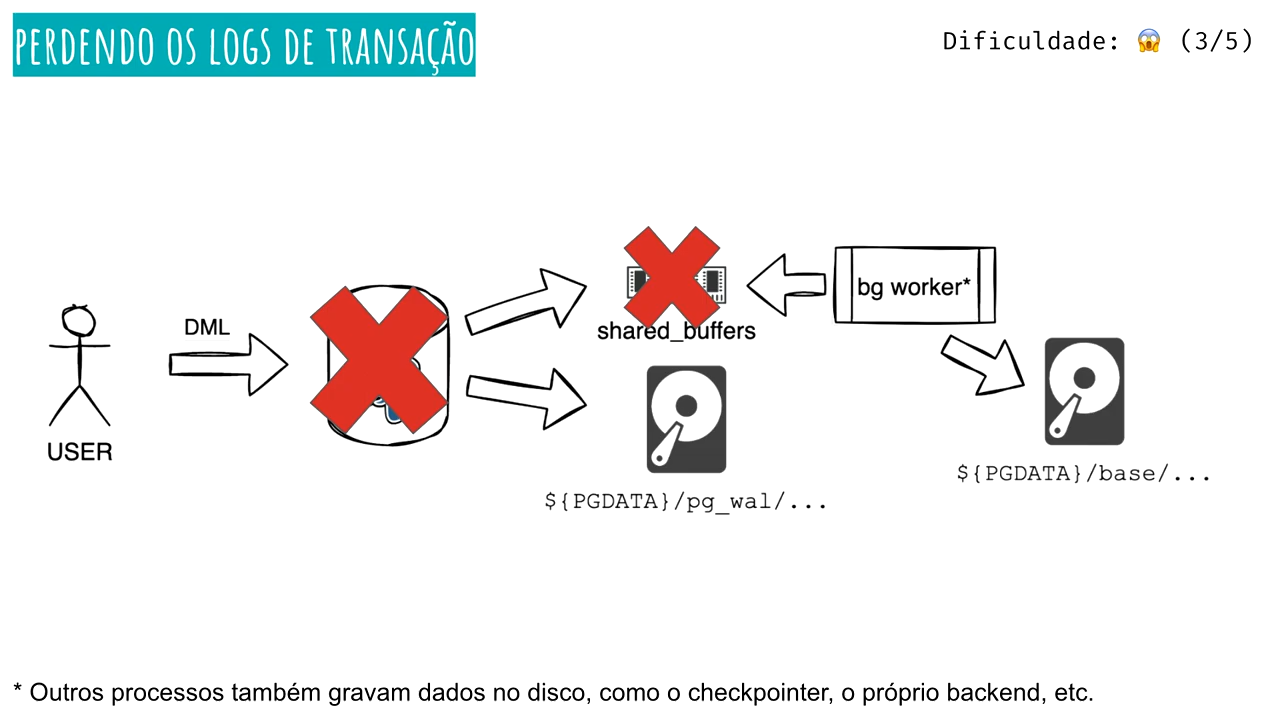 PERDENDO OS LOGS DE TRANSAÇÃO
Dificuldade: 😱 (3/5)
DML
USER
shared_buffers
bg worker*
${PGDATA}/pg_wal/...
${PGDATA}/base/...
* Outros processos também gravam dados no disco, como o checkpointer, o próprio backend, etc.